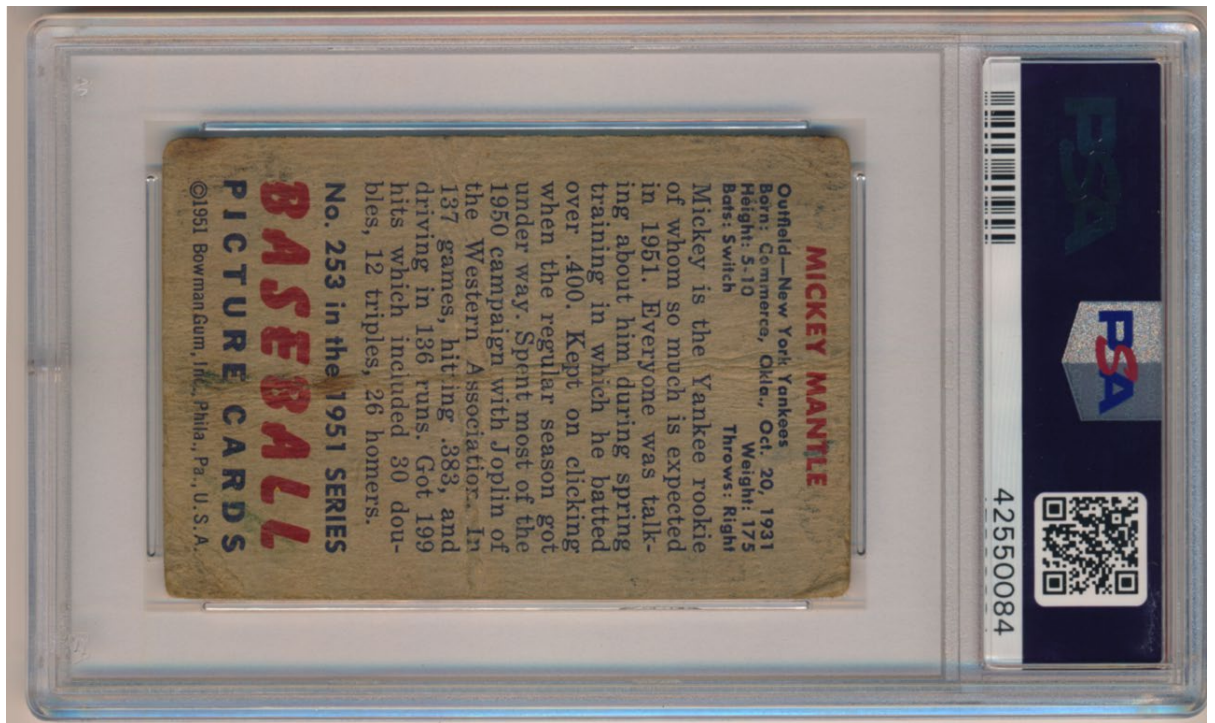 PSA
PSA
42550084
MICKEY MANTLE
Outfield—New York Yankees
Born: Commerce, Okla., Oct. 20, 1931
Height: 5-10 Weight: 175
Bats: Switch Throws: Right
Mickey is the Yankee rookie
of whom so much is expected
in 1951. Everyone was talk-
ing about him during spring
training in which he batted
over .400. Kept on clicking
when the regular season got
under way. Spent most of the
1950 campaign with Joplin of
the Western Association. In
137 games, hitting .383, and
driving in 136 runs. Got 199
hits which included 30 dou-
bles, 12 triples, 26 homers.
No. 253 in the 1951 SERIES
BASEBALL
PICTURE CARDS
©1951 Bowman Gum, Inc., Phila., Pa., U.S.A.